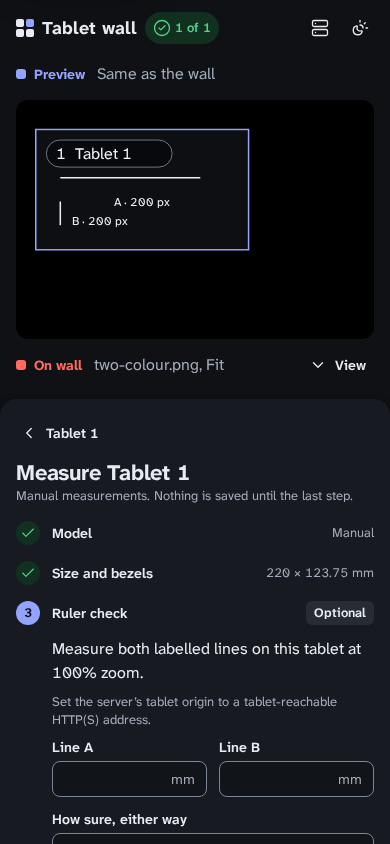 Tablet wall
1 of 1
Preview Same as the wall
1 Tablet 1
A · 200 px
B · 200 px
On wall two-colour.png, Fit View
Tablet 1
Measure Tablet 1
Manual measurements. Nothing is saved until the last step.
Model Manual
Size and bezels 220 × 123.75 mm
3 Ruler check Optional
Measure both labelled lines on this tablet at
100% zoom.
Set the server's tablet origin to a tablet-reachable
HTTP(S) address.
Line A Line B
mm mm
How sure, either way